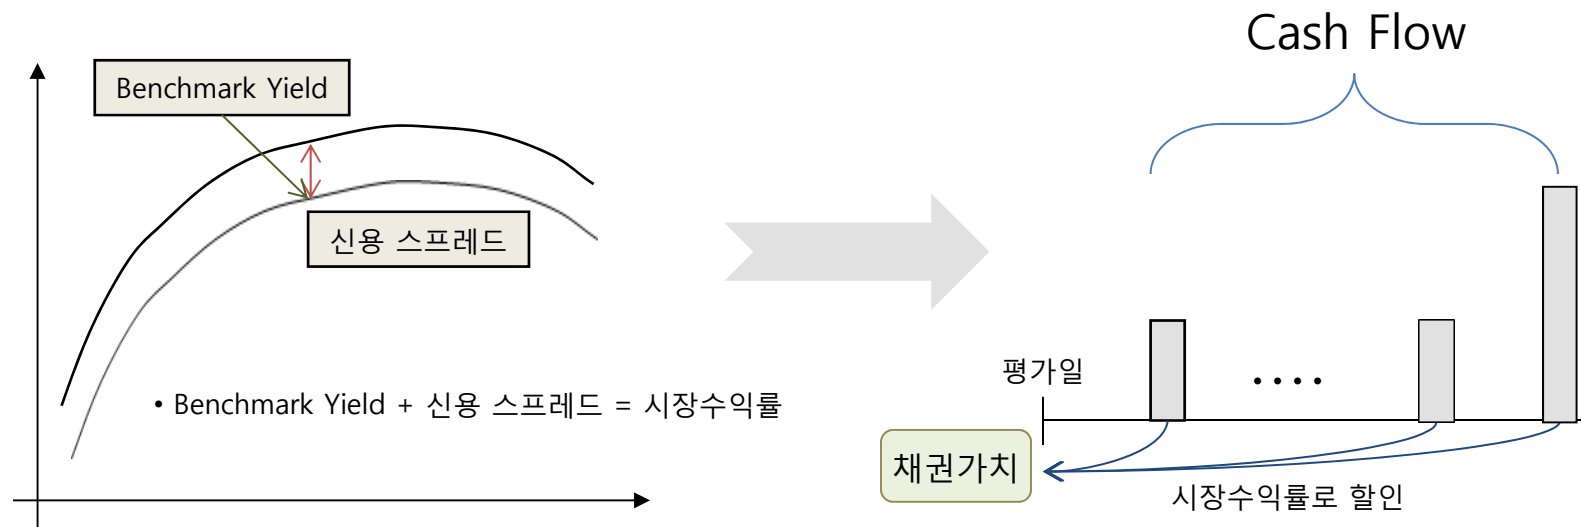 Benchmark Yield
신용 스프레드
• Benchmark Yield + 신용 스프레드 = 시장수익률
Cash Flow
평가일
....
채권가치
시장수익률로 할인